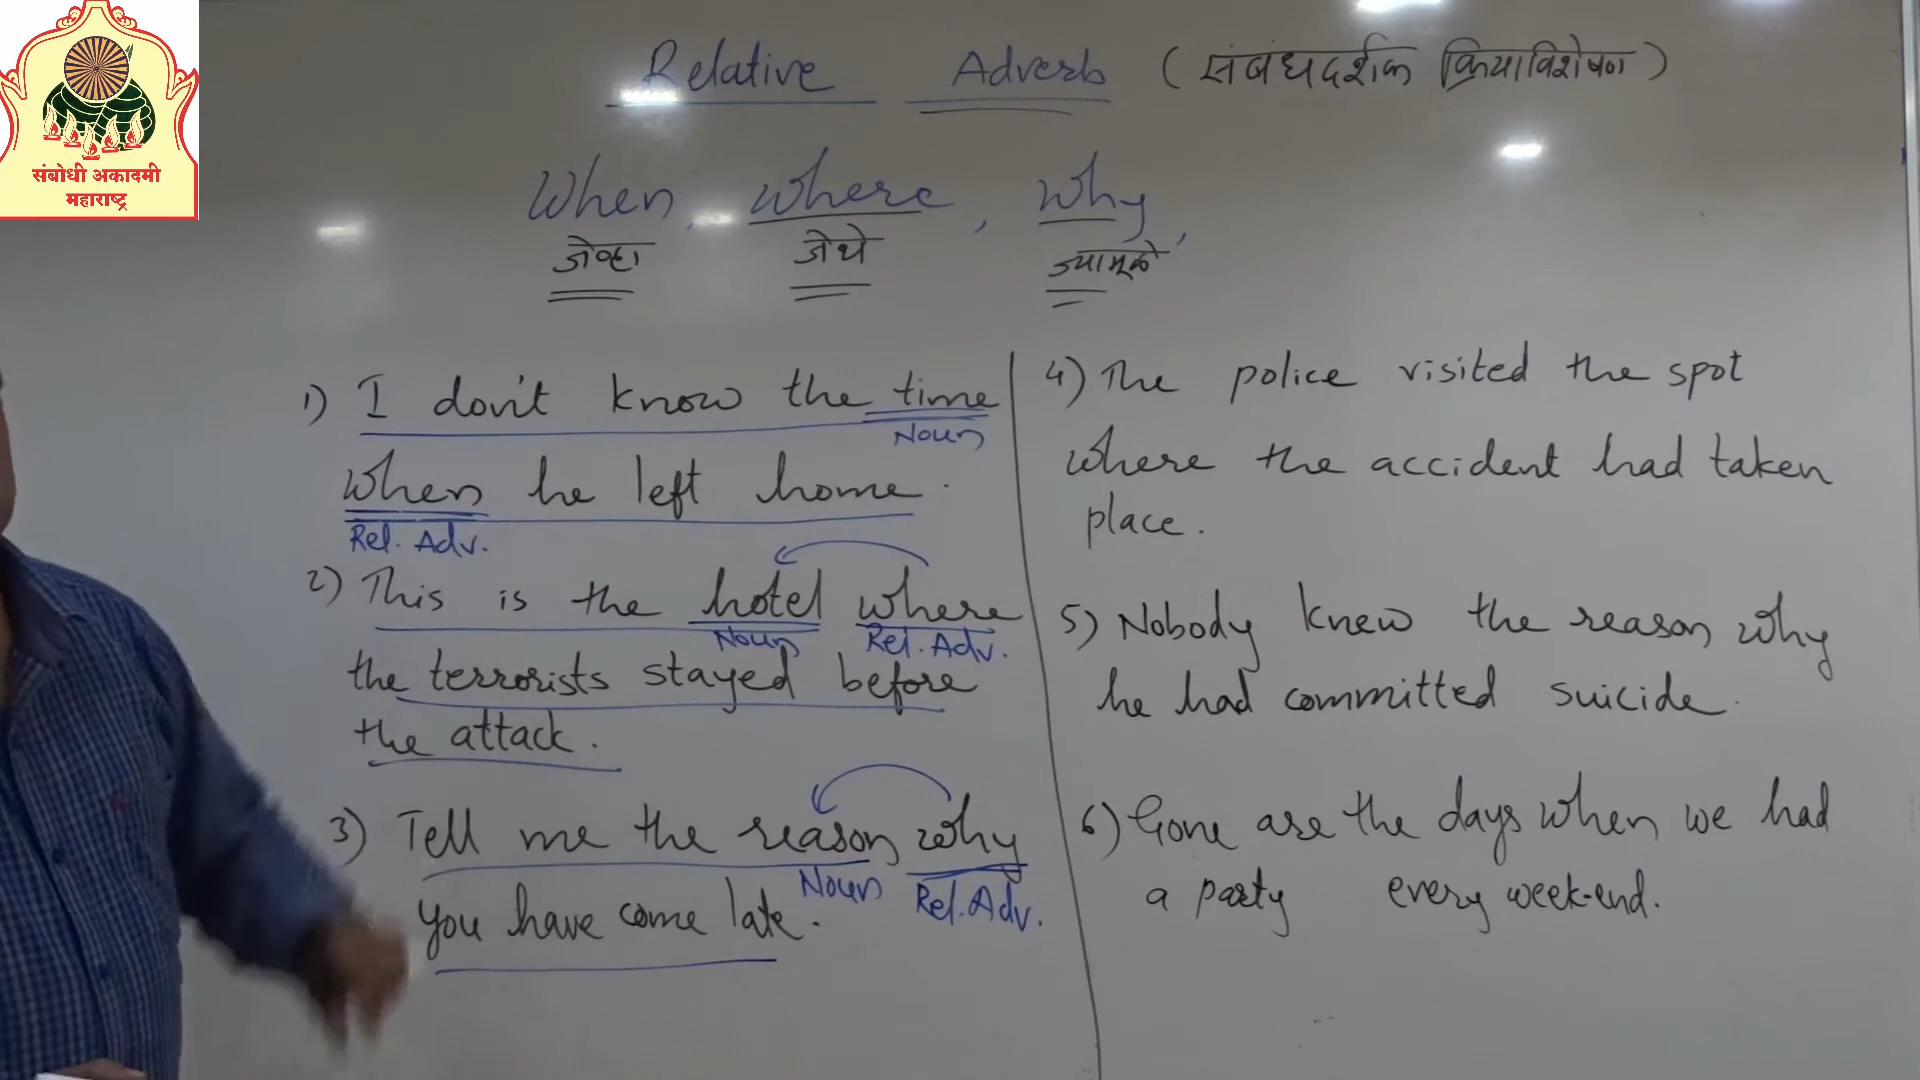 संबोधी अकादमी
महाराष्ट्र
Relative Adverb (संबंधदर्शक क्रियाविशेषण)
When, where, why,
जेव्हा जेथे ज्यामूळे
1) I don't know the time
Noun
when he left home.
Rel. Adv.
2) This is the hotel where
Noun Rel. Adv.
the terrorists stayed before
the attack.
3) Tell me the reason why
Noun Rel. Adv.
you have come late.
4) The police visited the spot
where the accident had taken
place.
5) Nobody knew the reason why
he had committed suicide.
6) Gone are the days when we had
a party every week-end.